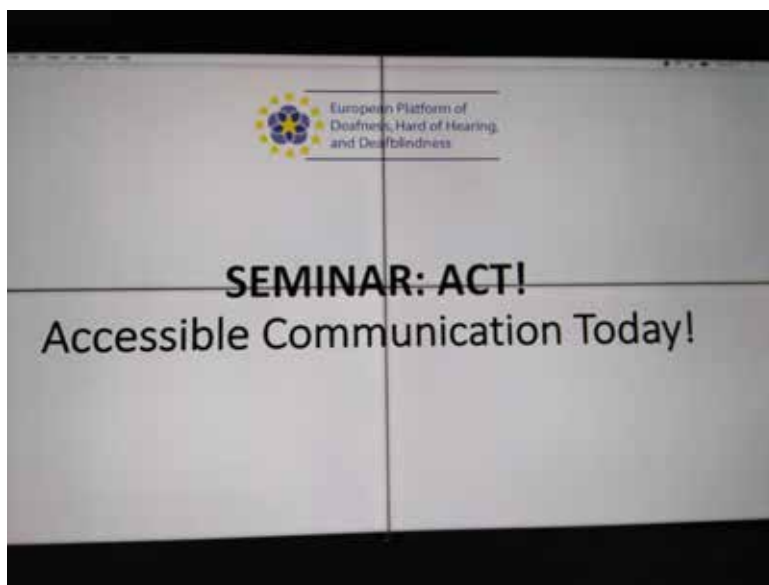 European Platform of
Deafness, Hard of Hearing,
and Deafblindness
SEMINAR: ACT!
Accessible Communication Today!